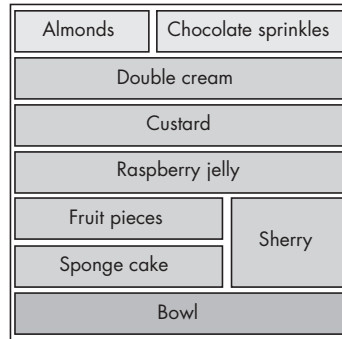 Almonds
Chocolate sprinkles
Double cream
Custard
Raspberry jelly
Fruit pieces
Sherry
Sponge cake
Bowl